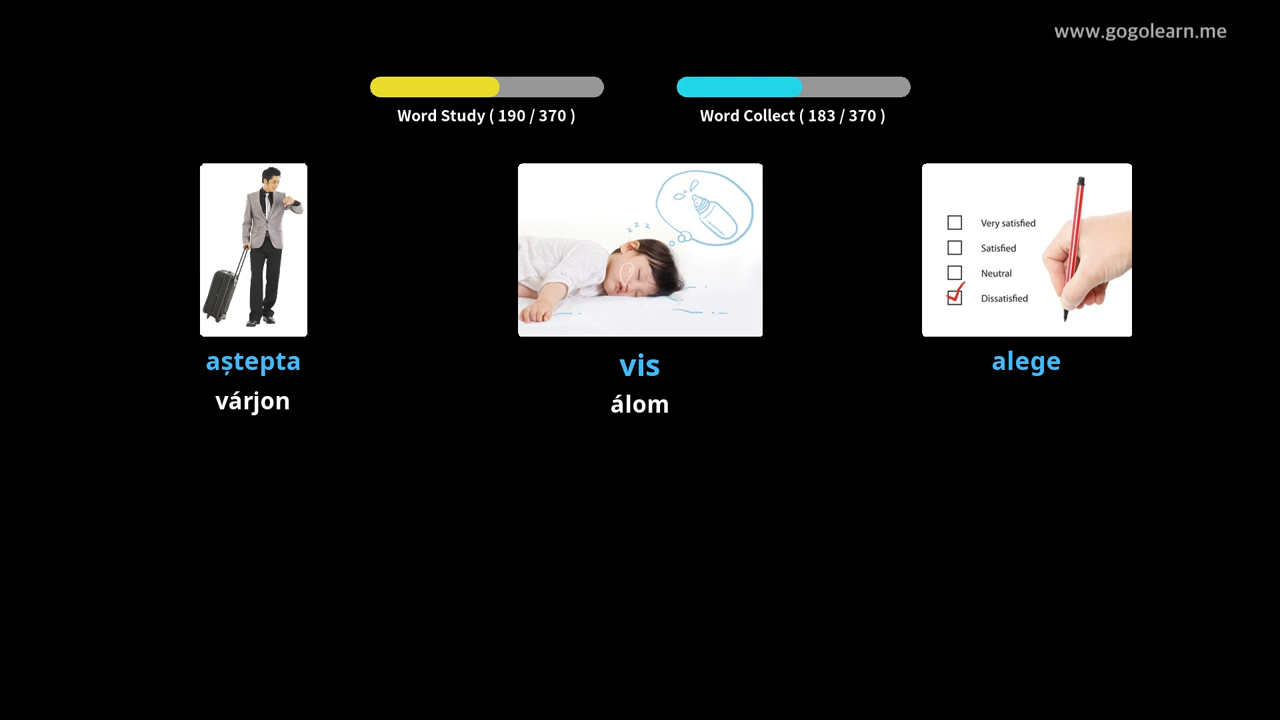 www.gogolearn.me
Word Study ( 190 / 370 )
Word Collect ( 183 / 370 )
z z z
Very satisfied
Satisfied
Neutral
Dissatisfied
aștepta
vis
alege
várjon
álom